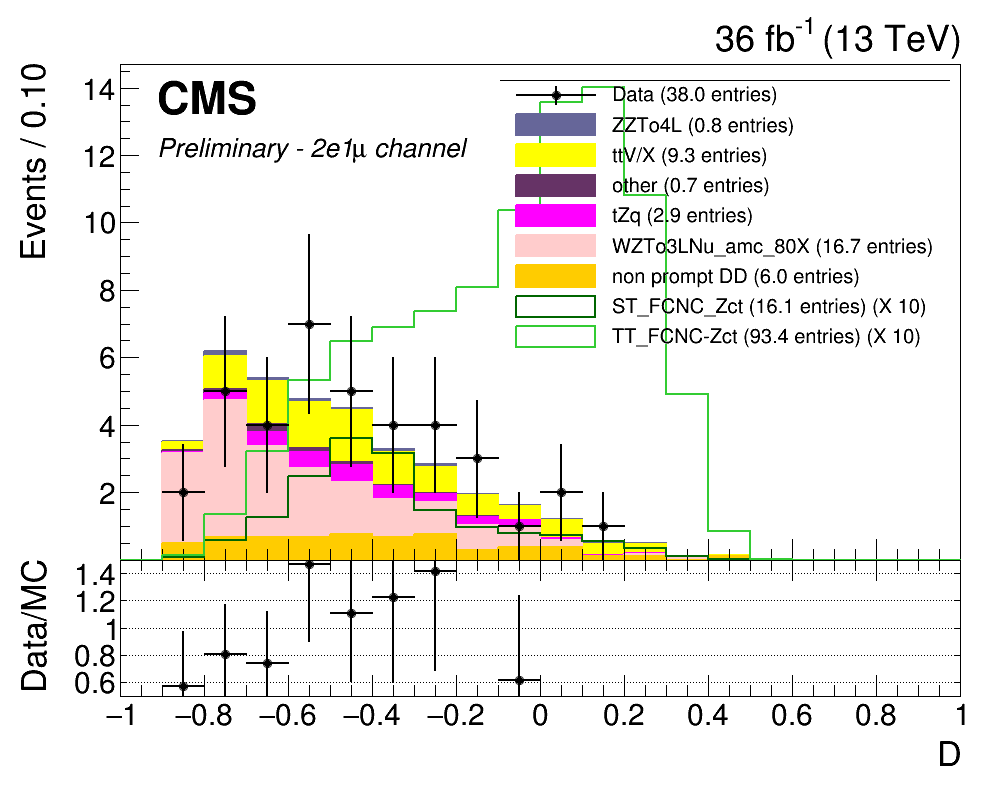 36 fb-1 (13 TeV)
Events / 0.10
CMS
Preliminary - 2e1μ channel
Data (38.0 entries)
ZZTo4L (0.8 entries)
ttV/X (9.3 entries)
other (0.7 entries)
tZq (2.9 entries)
WZTo3LNu_amc_80X (16.7 entries)
non prompt DD (6.0 entries)
ST_FCNC_Zct (16.1 entries) (X 10)
TT_FCNC-Zct (93.4 entries) (X 10)
14
12
10
8
6
4
2
Data/MC
1.4
1.2
1
0.8
0.6
−1 −0.8 −0.6 −0.4 −0.2 0 0.2 0.4 0.6 0.8 1
D